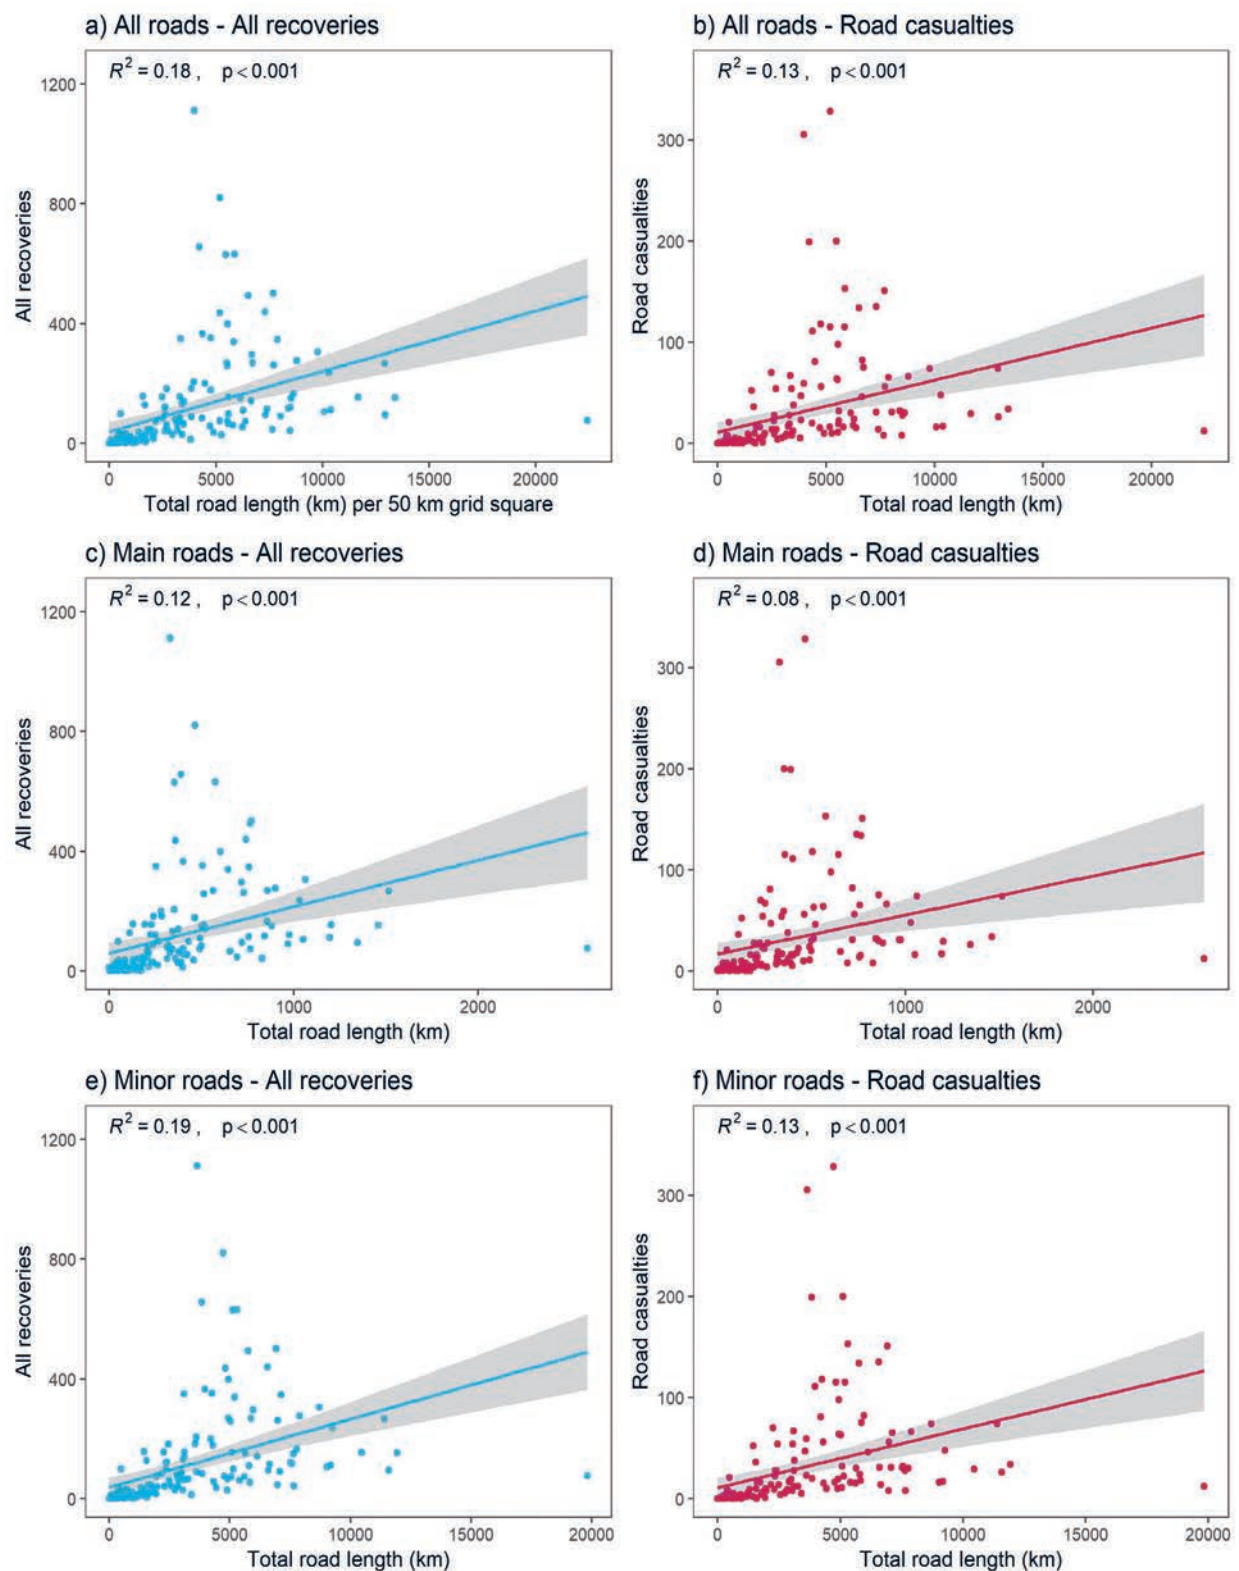 a) All roads - All recoveries
R² = 0.18 , p < 0.001
1200
800
400
0
All recoveries
0 5000 10000 15000 20000
Total road length (km) per 50 km grid square
b) All roads - Road casualties
R² = 0.13 , p < 0.001
300
200
100
0
Road casualties
0 5000 10000 15000 20000
Total road length (km)
c) Main roads - All recoveries
R² = 0.12 , p < 0.001
1200
800
400
0
All recoveries
0 1000 2000
Total road length (km)
d) Main roads - Road casualties
R² = 0.08 , p < 0.001
300
200
100
0
Road casualties
0 1000 2000
Total road length (km)
e) Minor roads - All recoveries
R² = 0.19 , p < 0.001
1200
800
400
0
All recoveries
0 5000 10000 15000 20000
Total road length (km)
f) Minor roads - Road casualties
R² = 0.13 , p < 0.001
300
200
100
0
Road casualties
0 5000 10000 15000 20000
Total road length (km)